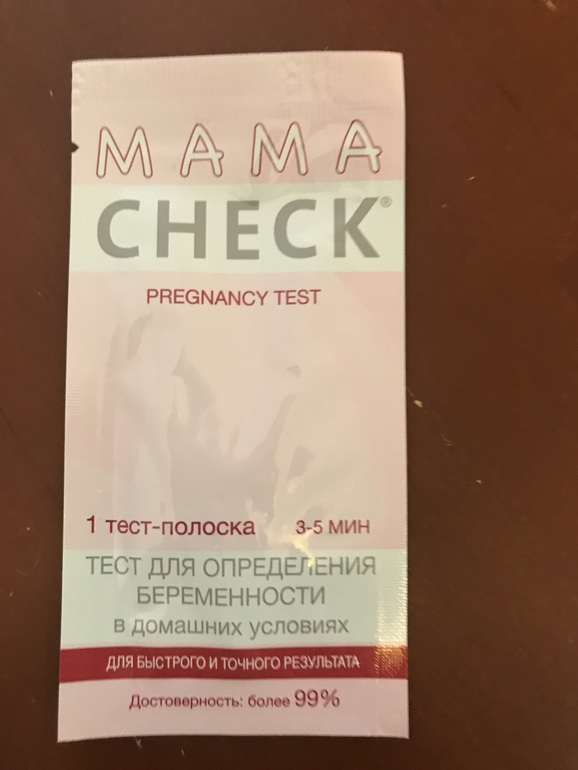 MAMA
CHECK®
PREGNANCY TEST
1 тест-полоска 3-5 МИН
ТЕСТ ДЛЯ ОПРЕДЕЛЕНИЯ
БЕРЕМЕННОСТИ
в домашних условиях
ДЛЯ БЫСТРОГО И ТОЧНОГО РЕЗУЛЬТАТА
Достоверность: более 99%